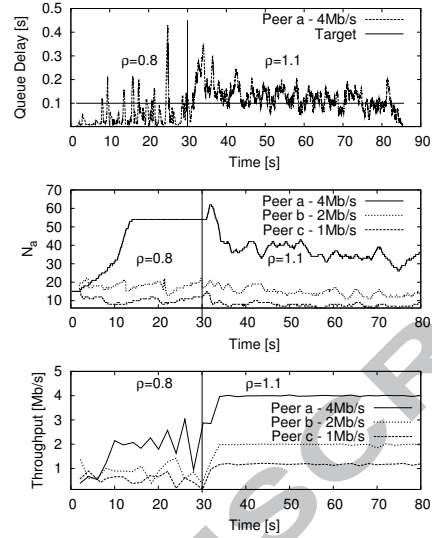 Queue Delay [s]
0.5
0.4
0.3
0.2
0.1
0
Peer a - 4Mb/s
Target
ρ=0.8
ρ=1.1
0 10 20 30 40 50 60 70 80 90
Time [s]
N_a
70
60
50
40
30
20
10
Peer a - 4Mb/s
Peer b - 2Mb/s
Peer c - 1Mb/s
ρ=0.8
ρ=1.1
0 10 20 30 40 50 60 70 80
Time [s]
Throughput [Mb/s]
6
5
4
3
2
1
ρ=0.8
ρ=1.1
Peer a - 4Mb/s
Peer b - 2Mb/s
Peer c - 1Mb/s
0 10 20 30 40 50 60 70 80
Time [s]
SCR